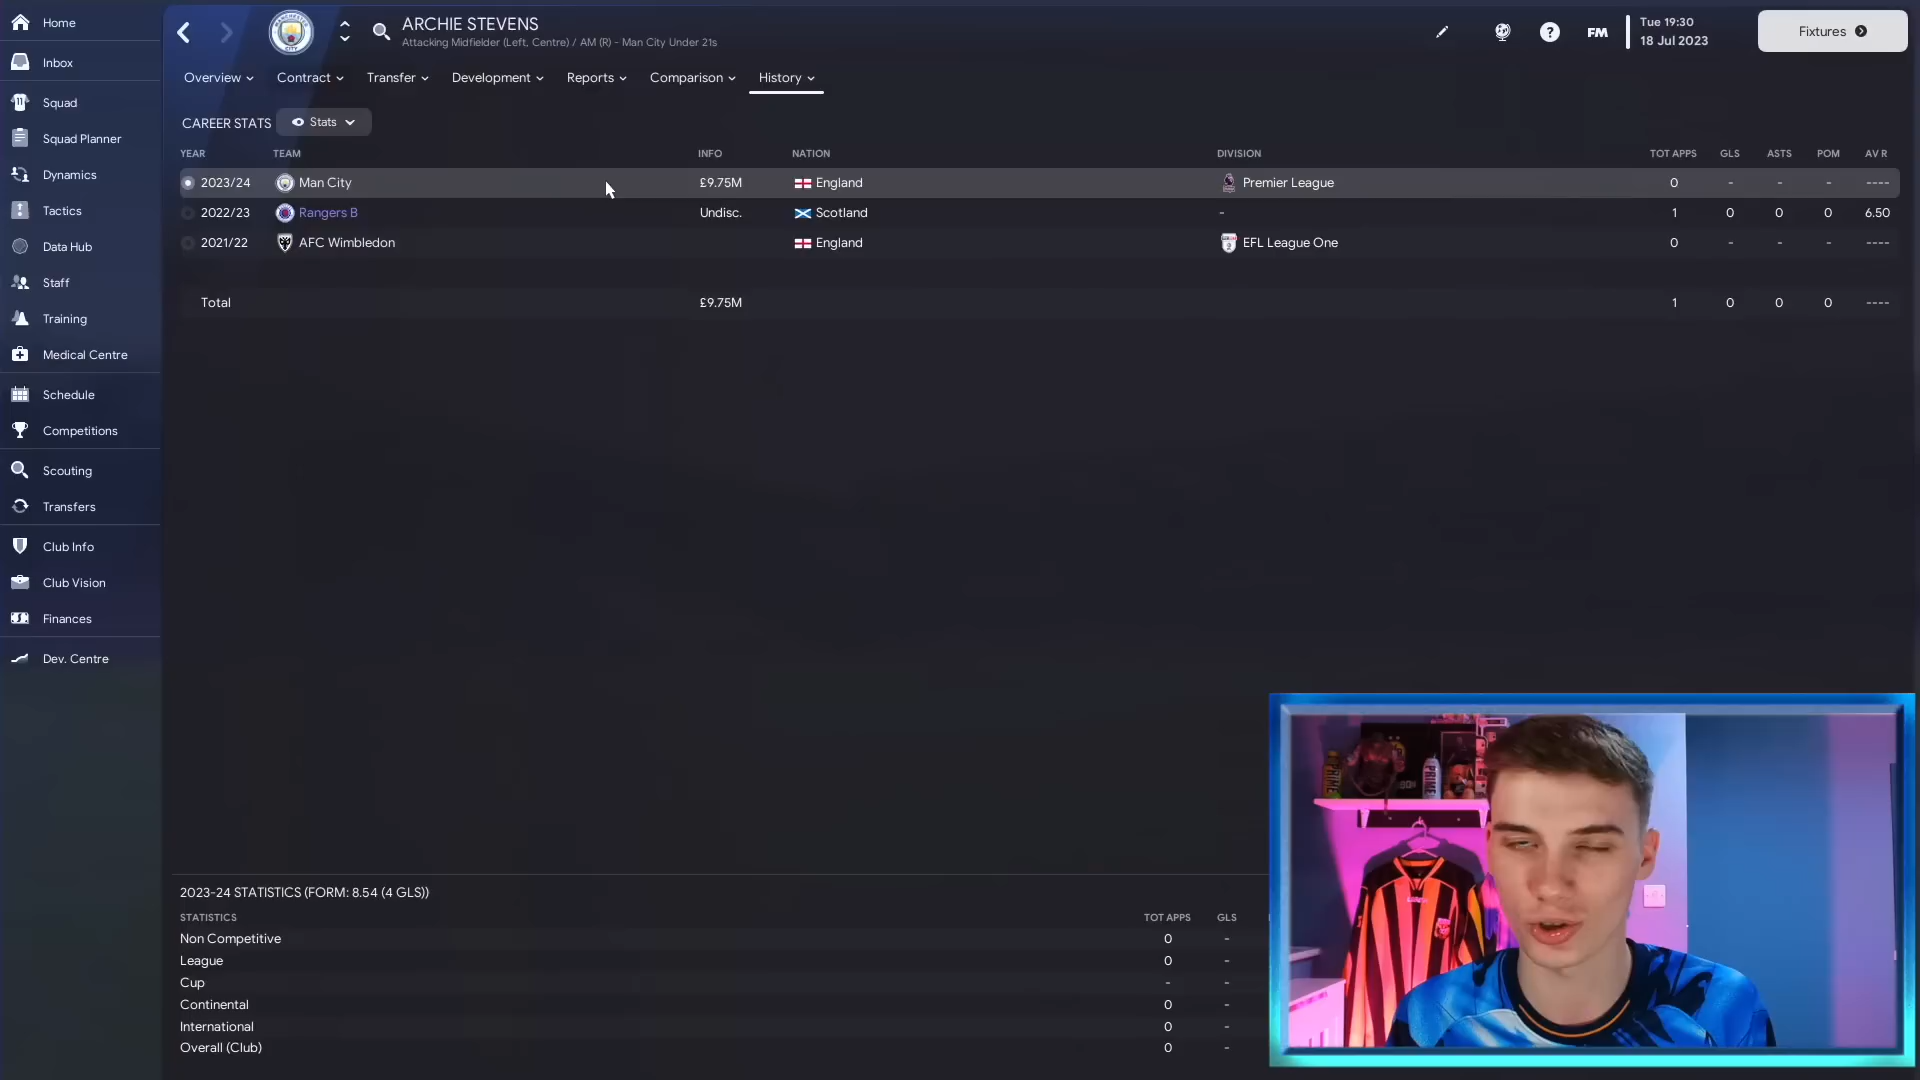 Home
Inbox
Squad
Squad Planner
Dynamics
Tactics
Data Hub
Staff
Training
Medical Centre
Schedule
Competitions
Scouting
Transfers
Club Info
Club Vision
Finances
Dev. Centre
ARCHIE STEVENS
Attacking Midfielder (Left, Centre) / AM (R) - Man City Under 21s
FM
Tue 19:30
18 Jul 2023
Fixtures
Overview Contract Transfer Development Reports Comparison History
CAREER STATS Stats
YEAR TEAM INFO NATION DIVISION TOT APPS GLS ASTS POM AV R
2023/24 Man City £9.75M England Premier League 0 - - - ----
2022/23 Rangers B Undisc. Scotland - 1 0 0 0 6.50
2021/22 AFC Wimbledon England EFL League One 0 - - - ----
Total £9.75M 1 0 0 0 ----
2023-24 STATISTICS (FORM: 8.54 (4 GLS))
STATISTICS TOT APPS GLS
Non Competitive 0 -
League 0 -
Cup - -
Continental 0 -
International 0 -
Overall (Club) 0 -
PRIME